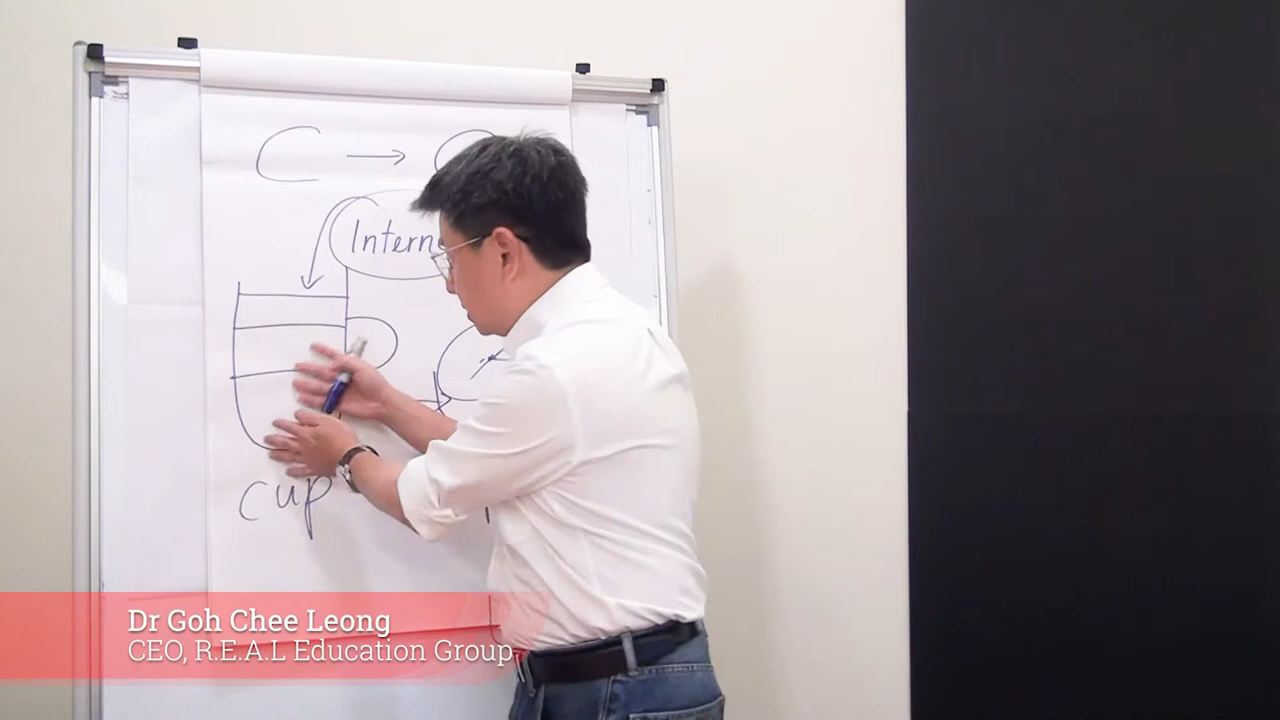 C →
Intern
cup
Dr Goh Chee Leong
CEO, R.E.A.L Education Group